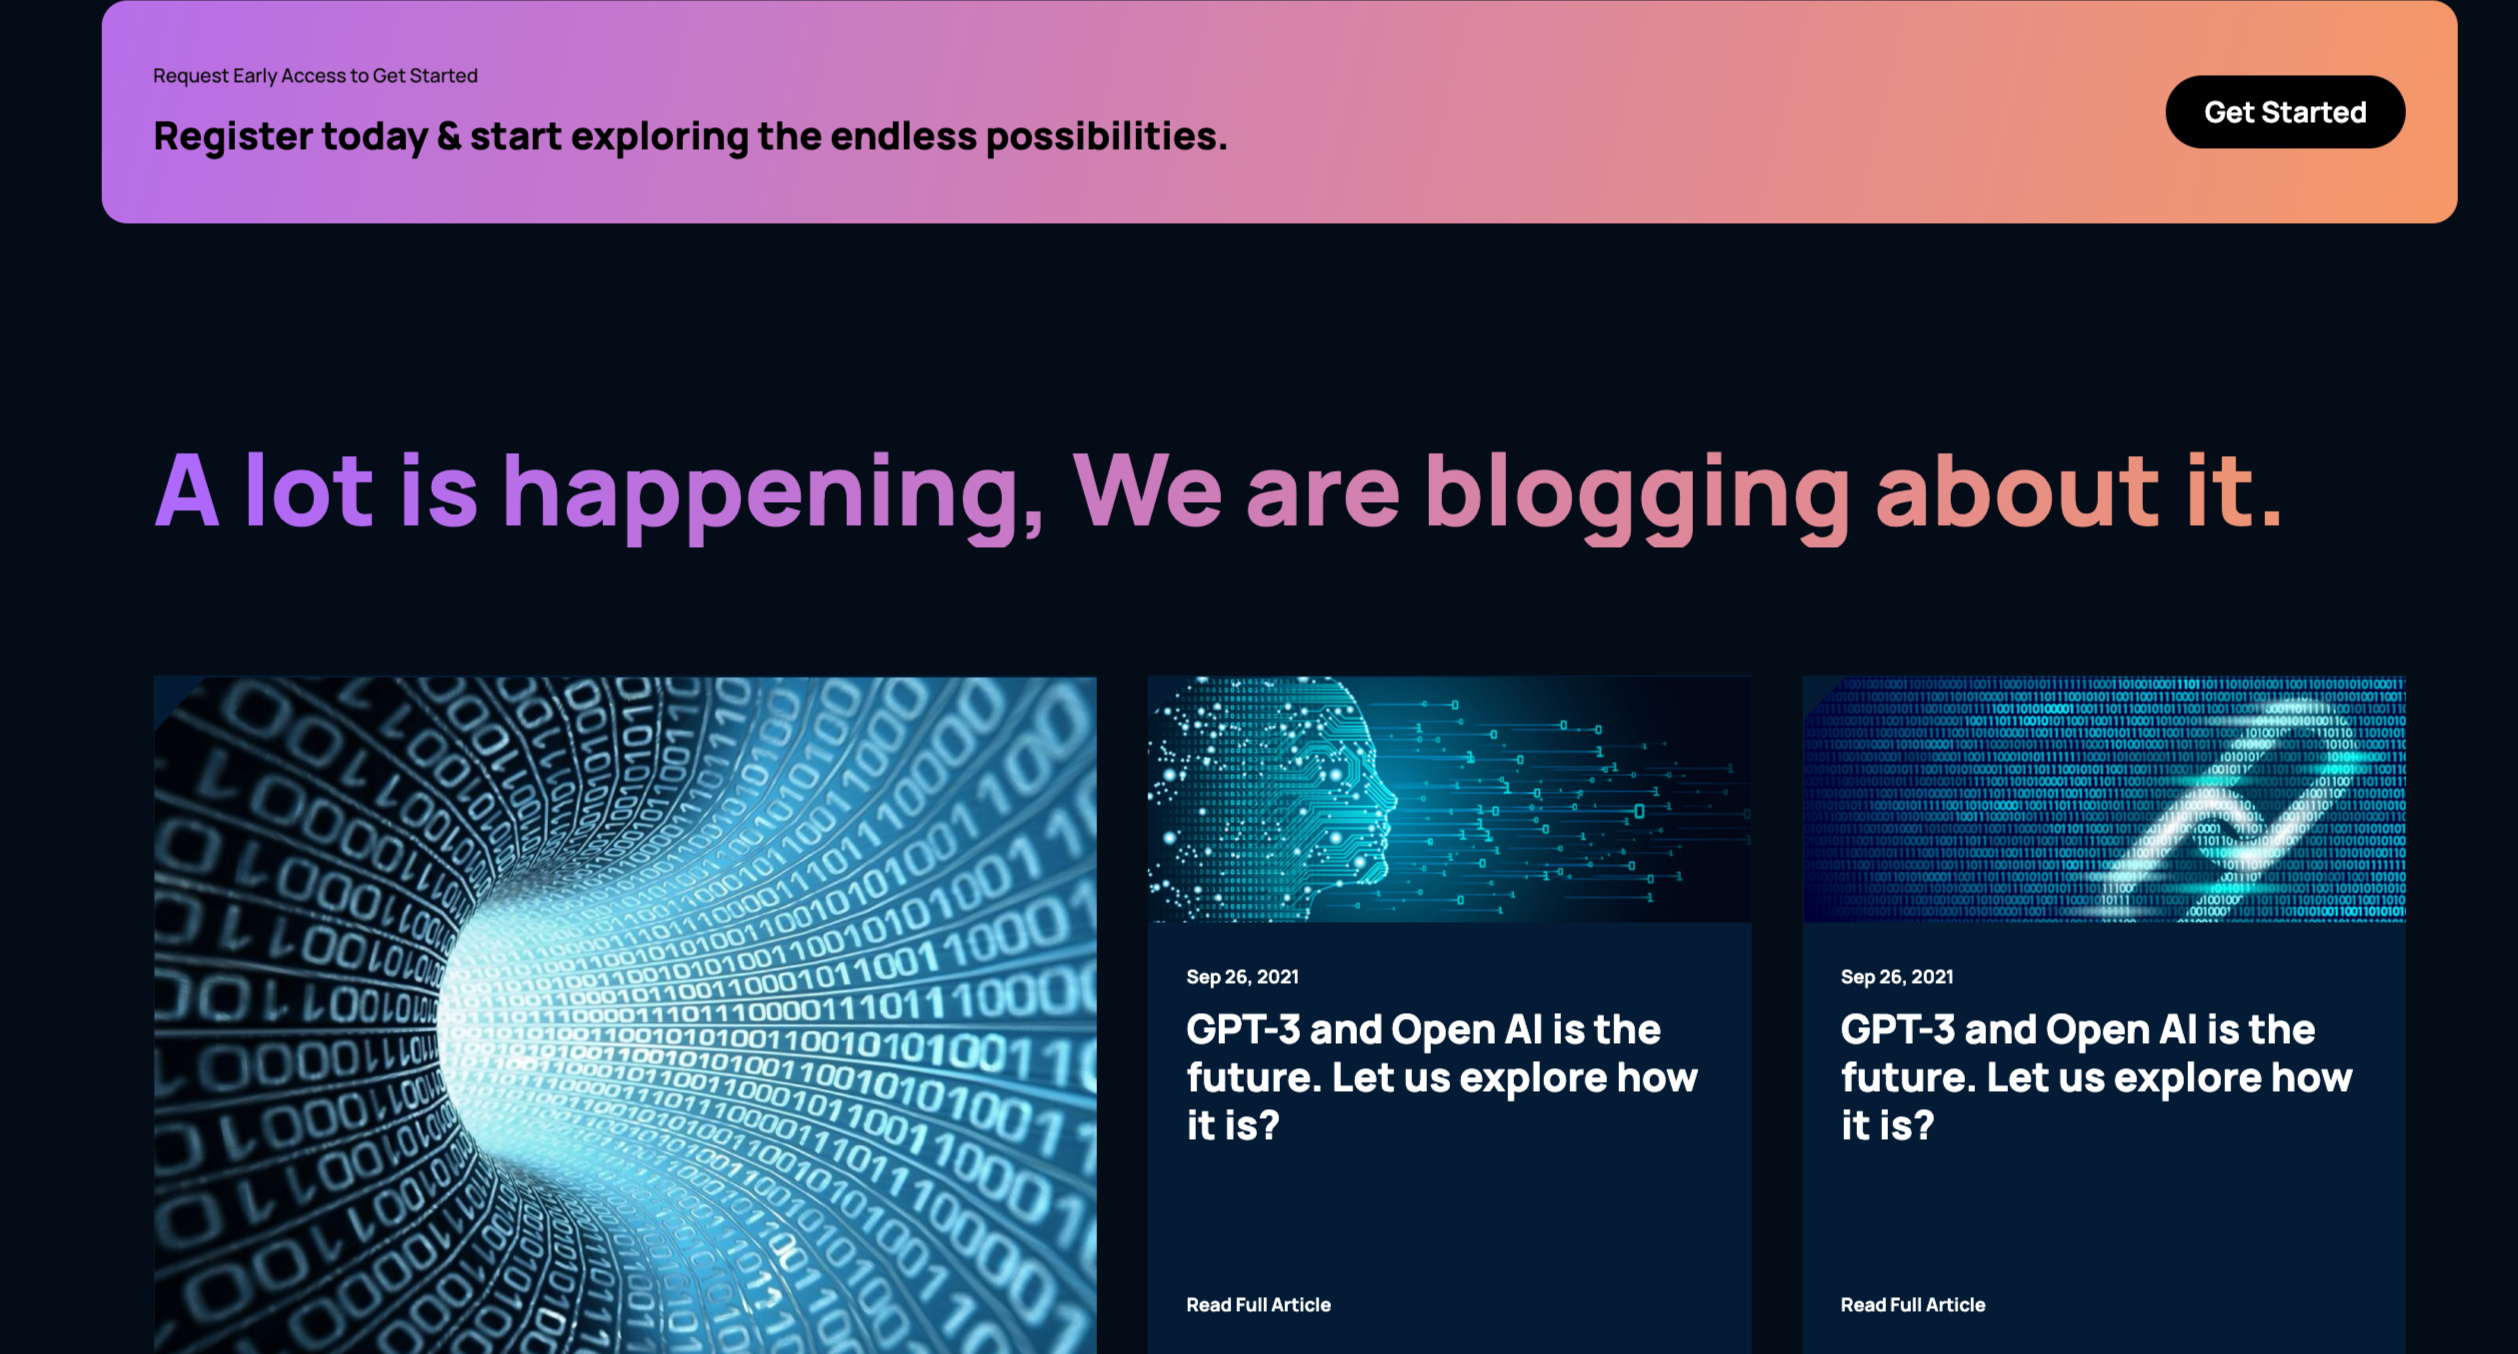 Request Early Access to Get Started
Register today & start exploring the endless possibilities.
Get Started
A lot is happening, We are blogging about it.
Sep 26, 2021
GPT-3 and Open AI is the
future. Let us explore how
it is?
Read Full Article
Sep 26, 2021
GPT-3 and Open AI is the
future. Let us explore how
it is?
Read Full Article